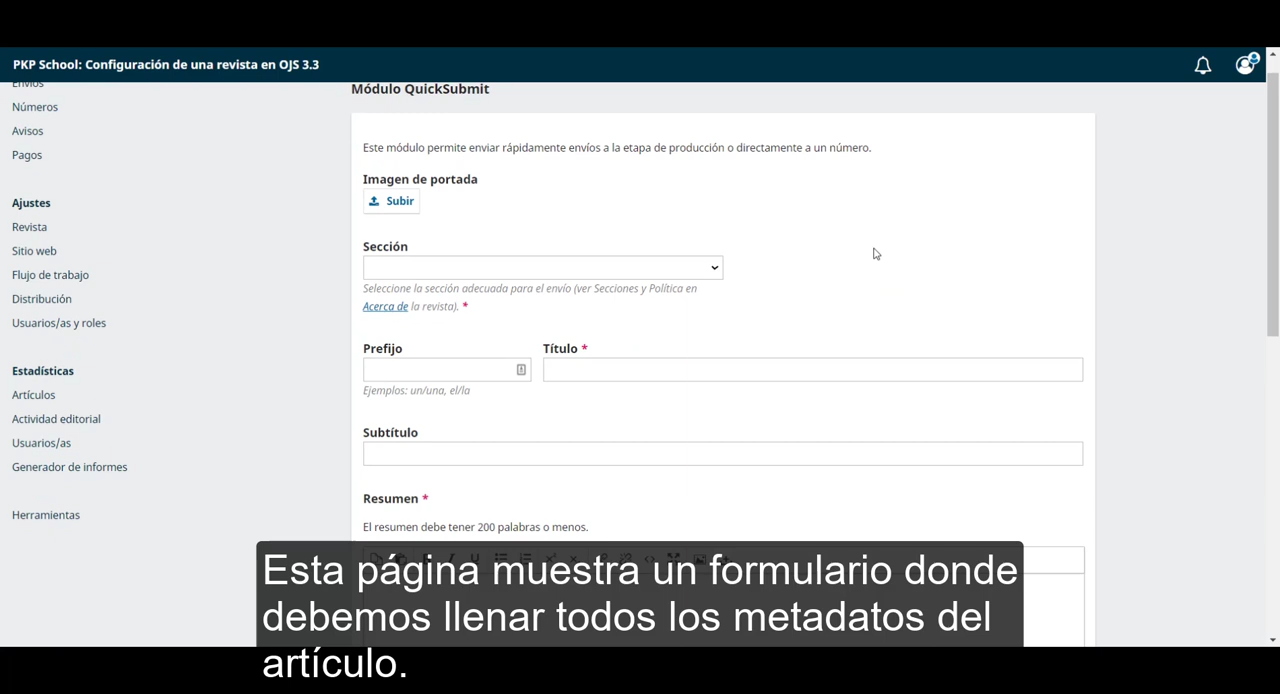 PKP School: Configuración de una revista en OJS 3.3
Envíos
Números
Avisos
Pagos
Ajustes
Revista
Sitio web
Flujo de trabajo
Distribución
Usuarios/as y roles
Estadísticas
Artículos
Actividad editorial
Usuarios/as
Generador de informes
Herramientas
Módulo QuickSubmit
Este módulo permite enviar rápidamente envíos a la etapa de producción o directamente a un número.
Imagen de portada
Subir
Sección
Seleccione la sección adecuada para el envío (ver Secciones y Política en
Acerca de la revista). *
Prefijo
Título *
Ejemplos: un/una, el/la
Subtítulo
Resumen *
El resumen debe tener 200 palabras o menos.
Esta página muestra un formulario donde
debemos llenar todos los metadatos del
artículo.